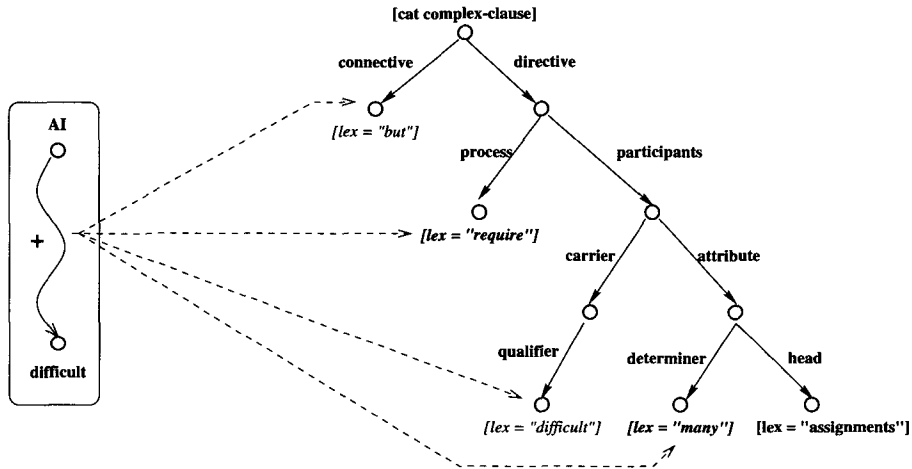 [cat complex-clause]
connective
directive
AI
[lex = "but"]
process
participants
+
[lex = "require"]
carrier
attribute
qualifier
determiner
head
difficult
[lex = "difficult"]
[lex = "many"]
[lex = "assignments"]